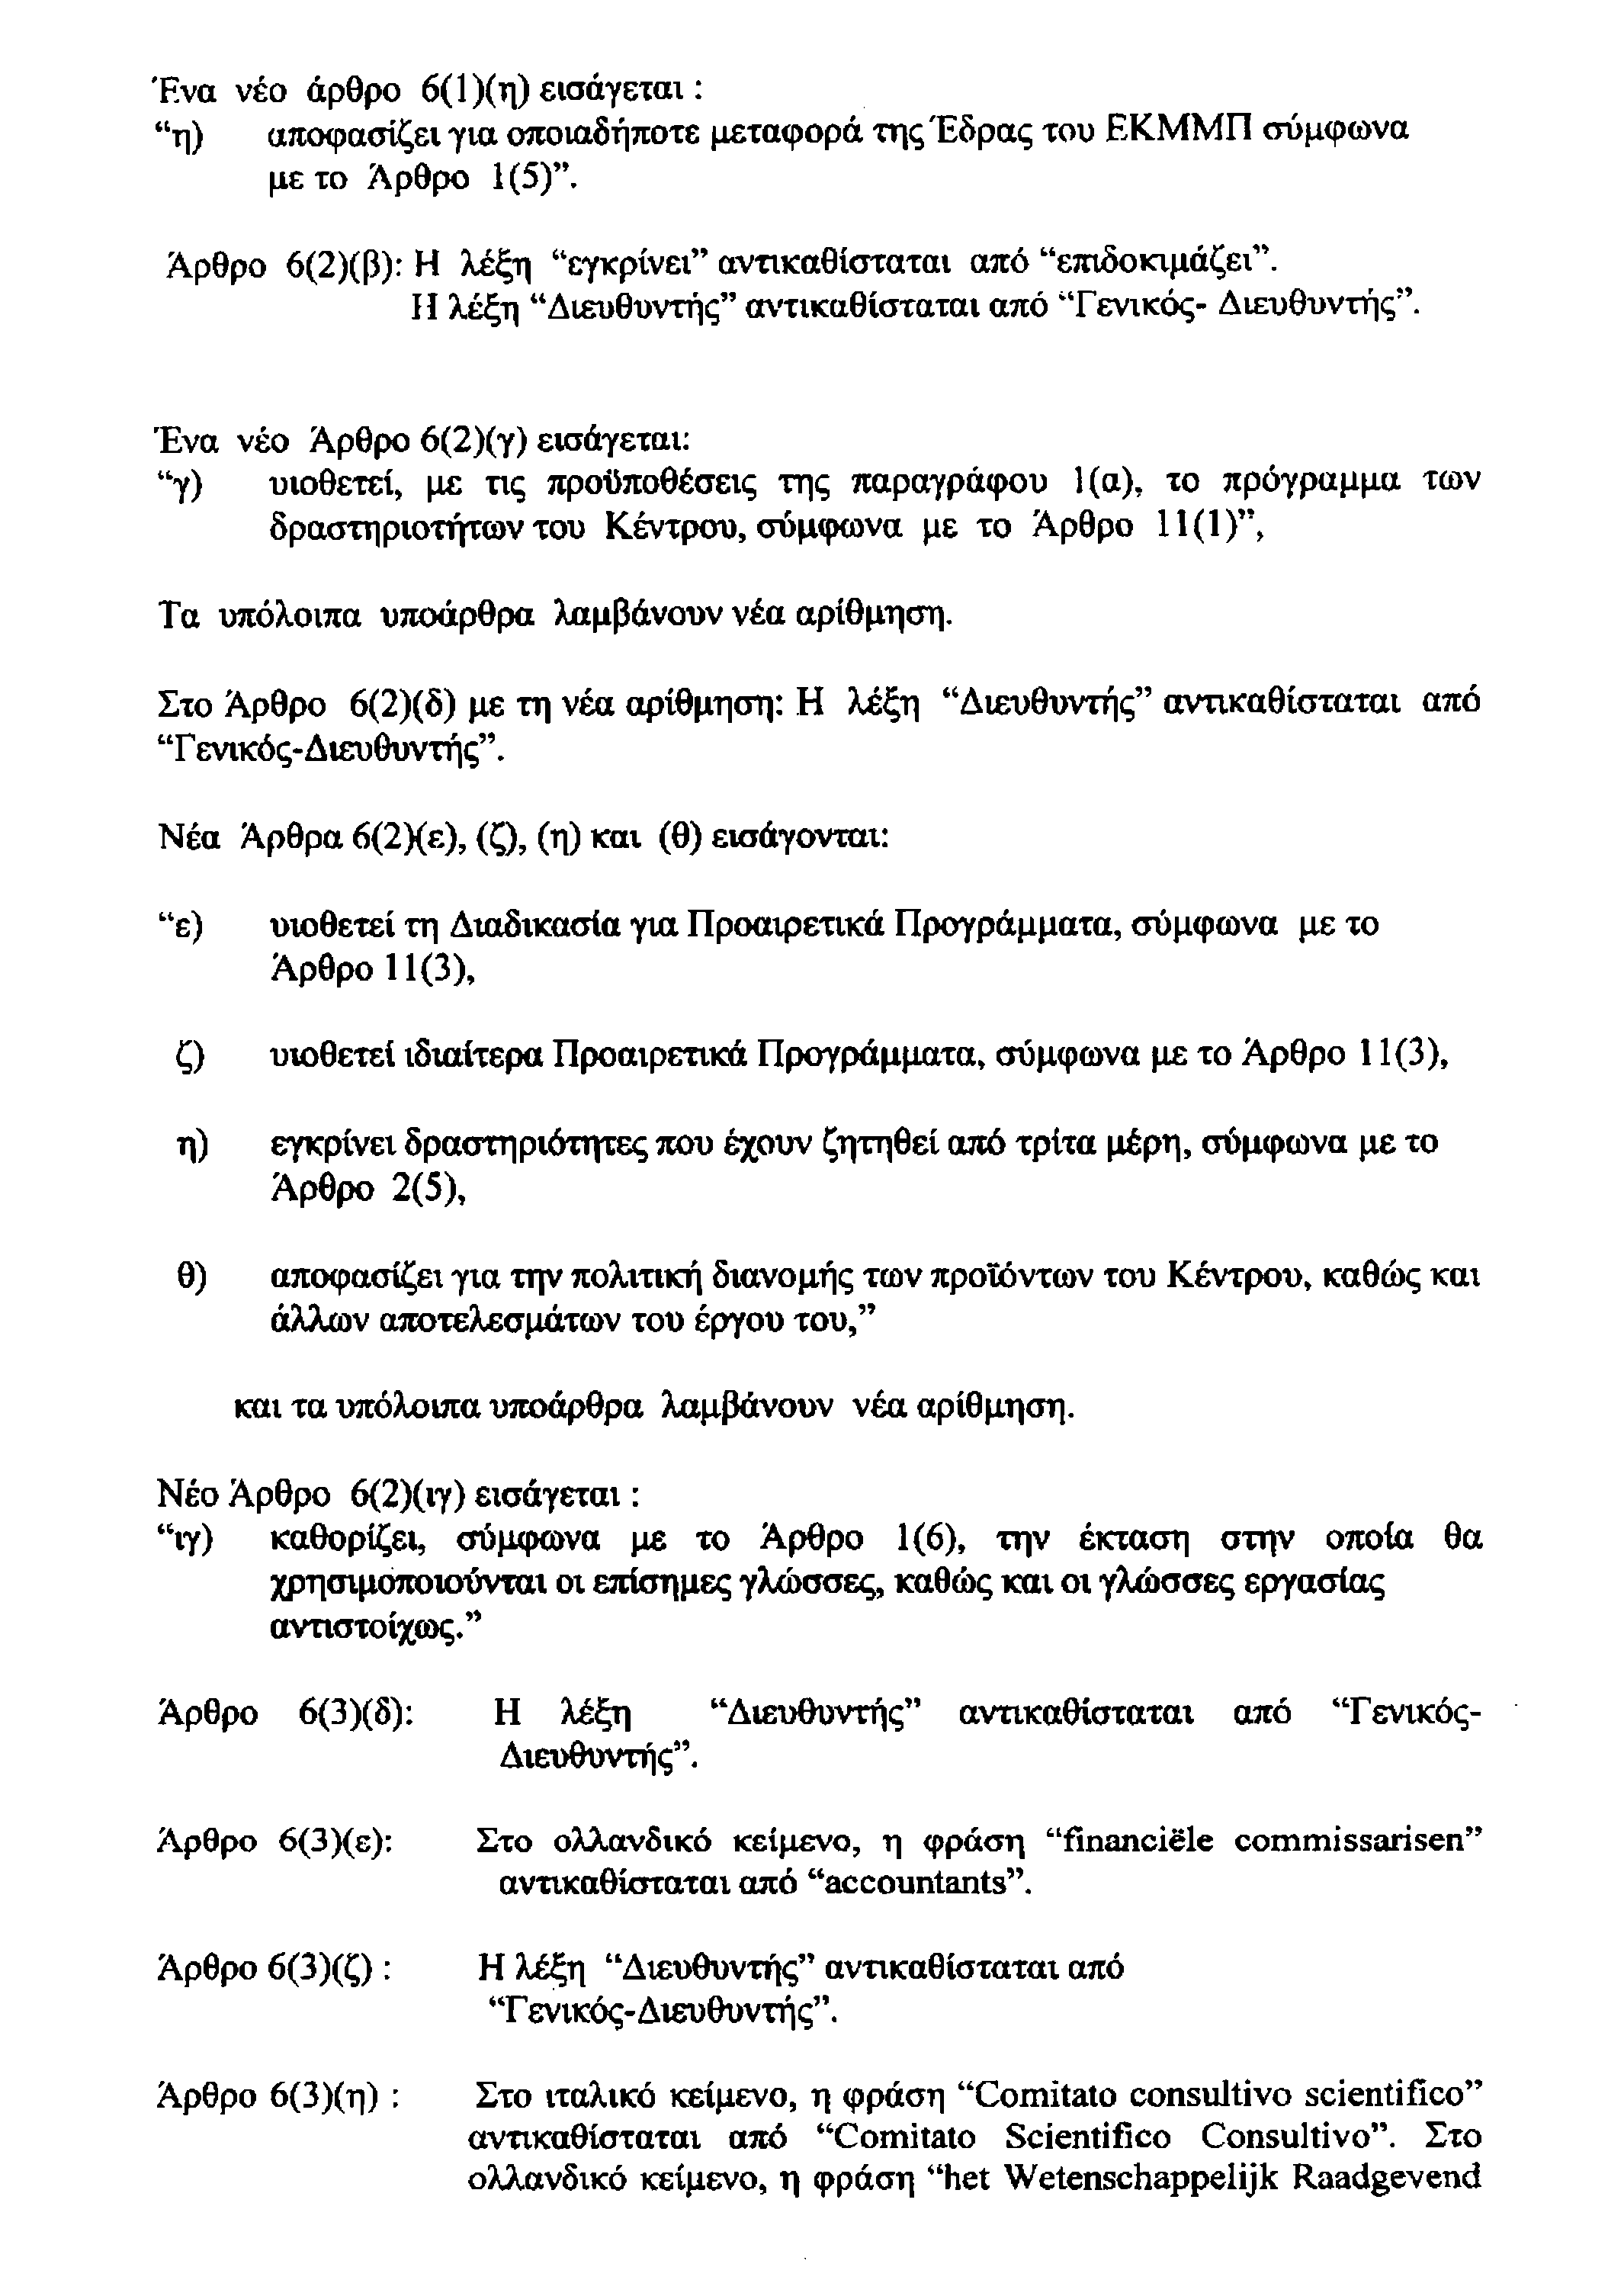 Ένα νέο άρθρο 6(1)(η) εισάγεται :
“η) αποφασίζει για οποιαδήποτε μεταφορά της Έδρας του ΕΚΜΜΠ σύμφωνα
με το Άρθρο 1(5)”.
Άρθρο 6(2)(β): Η λέξη “εγκρίνει” αντικαθίσταται από “επιδοκιμάζει”.
Η λέξη “Διευθυντής” αντικαθίσταται από “Γενικός- Διευθυντής”.
Ένα νέο Άρθρο 6(2)(γ) εισάγεται:
“γ) υιοθετεί, με τις προϋποθέσεις της παραγράφου 1(α), το πρόγραμμα των
δραστηριοτήτων του Κέντρου, σύμφωνα με το Άρθρο 11(1)”,
Τα υπόλοιπα υποάρθρα λαμβάνουν νέα αρίθμηση.
Στο Άρθρο 6(2)(δ) με τη νέα αρίθμηση: Η λέξη “Διευθυντής” αντικαθίσταται από
“Γενικός-Διευθυντής”.
Νέα Άρθρα 6(2)(ε), (ζ), (η) και (θ) εισάγονται:
“ε) υιοθετεί τη Διαδικασία για Προαιρετικά Προγράμματα, σύμφωνα με το
Άρθρο 11(3),
ζ) υιοθετεί ιδιαίτερα Προαιρετικά Προγράμματα, σύμφωνα με το Άρθρο 11(3),
η) εγκρίνει δραστηριότητες που έχουν ζητηθεί από τρίτα μέρη, σύμφωνα με το
Άρθρο 2(5),
θ) αποφασίζει για την πολιτική διανομής των προϊόντων του Κέντρου, καθώς και
άλλων αποτελεσμάτων του έργου του,”
και τα υπόλοιπα υποάρθρα λαμβάνουν νέα αρίθμηση.
Νέο Άρθρο 6(2)(ιγ) εισάγεται :
“ιγ) καθορίζει, σύμφωνα με το Άρθρο 1(6), την έκταση στην οποία θα
χρησιμοποιούνται οι επίσημες γλώσσες, καθώς και οι γλώσσες εργασίας
αντιστοίχως.”
Άρθρο 6(3)(δ): Η λέξη “Διευθυντής” αντικαθίσταται από “Γενικός-
Διευθυντής”.
Άρθρο 6(3)(ε): Στο ολλανδικό κείμενο, η φράση “financiële commissarisen”
αντικαθίσταται από “accountants”.
Άρθρο 6(3)(ζ) : Η λέξη “Διευθυντής” αντικαθίσταται από
“Γενικός-Διευθυντής”.
Άρθρο 6(3)(η) : Στο ιταλικό κείμενο, η φράση “Comitato consultivo scientifico”
αντικαθίσταται από “Comitato Scientifico Consultivo”. Στο
ολλανδικό κείμενο, η φράση “het Wetenschappelijk Raadgevend